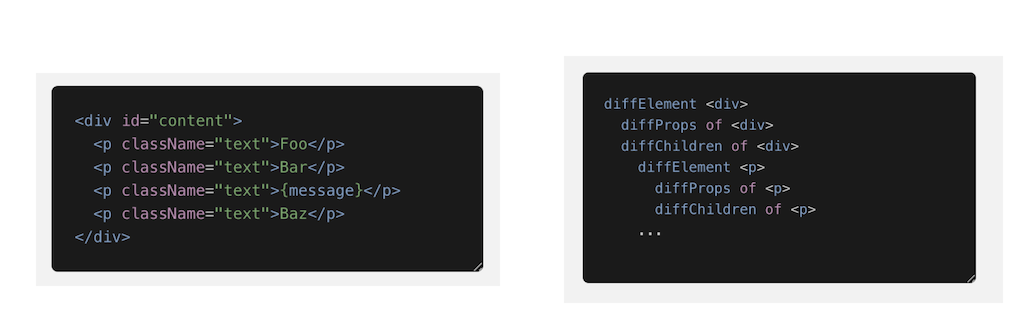 <div id="content">
  <p className="text">Foo</p>
  <p className="text">Bar</p>
  <p className="text">{message}</p>
  <p className="text">Baz</p>
</div>
diffElement <div>
  diffProps of <div>
  diffChildren of <div>
    diffElement <p>
      diffProps of <p>
      diffChildren of <p>
    ...